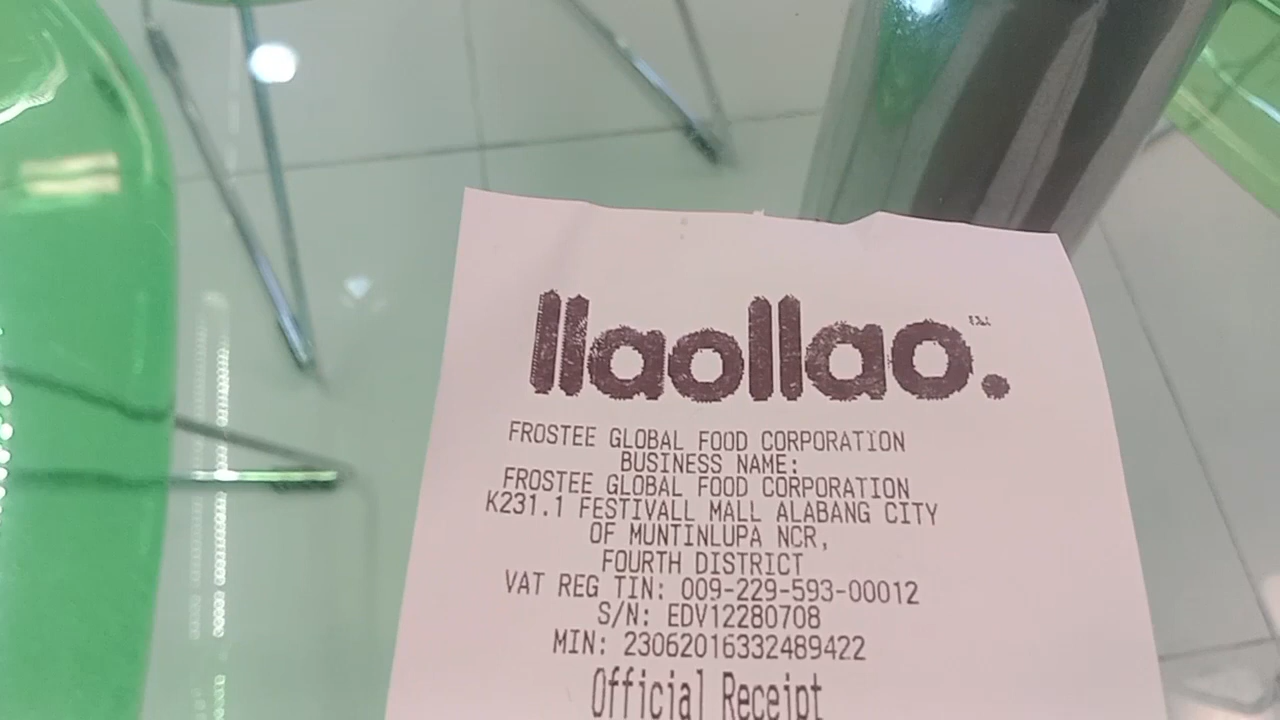 llaollao.
FROSTEE GLOBAL FOOD CORPORATION
BUSINESS NAME:
FROSTEE GLOBAL FOOD CORPORATION
K231.1 FESTIVALL MALL ALABANG CITY
OF MUNTINLUPA NCR,
FOURTH DISTRICT
VAT REG TIN: 009-229-593-00012
S/N: EDV12280708
MIN: 23062016332489422
Official Receipt